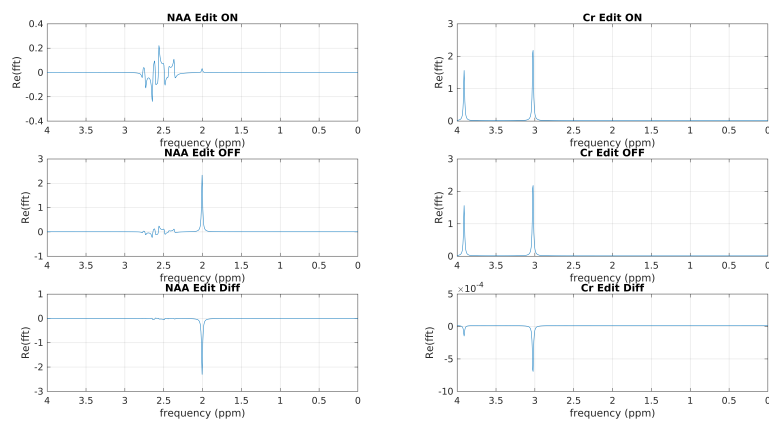 NAA Edit ON
0.4
0.2
0
-0.2
-0.4
Re(fft)
4 3.5 3 2.5 2 1.5 1 0.5 0
frequency (ppm)
Cr Edit ON
3
2
1
0
Re(fft)
4 3.5 3 2.5 2 1.5 1 0.5 0
frequency (ppm)
NAA Edit OFF
3
2
1
0
-1
Re(fft)
4 3.5 3 2.5 2 1.5 1 0.5 0
frequency (ppm)
Cr Edit OFF
3
2
1
0
Re(fft)
4 3.5 3 2.5 2 1.5 1 0.5 0
frequency (ppm)
NAA Edit Diff
1
0
-1
-2
-3
Re(fft)
4 3.5 3 2.5 2 1.5 1 0.5 0
frequency (ppm)
Cr Edit Diff
×10⁻⁴
5
0
-5
-10
Re(fft)
4 3.5 3 2.5 2 1.5 1 0.5 0
frequency (ppm)